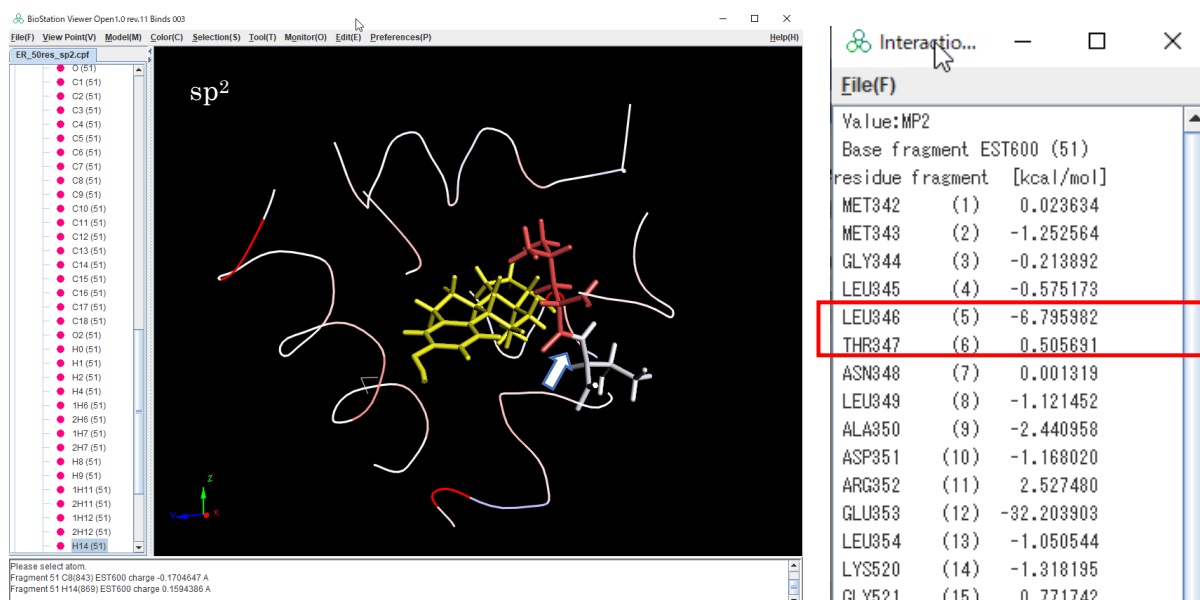 BioStation Viewer Open1.0 rev.11 Binds 003
File(F) View Point(V) Model(M) Color(C) Selection(S) Tool(T) Monitor(O) Edit(E) Preferences(P) Help(H)
ER_50res_sp2.cpf
O (51)
C1 (51)
C2 (51)
C3 (51)
C4 (51)
C5 (51)
C6 (51)
C7 (51)
C8 (51)
C9 (51)
C10 (51)
C11 (51)
C12 (51)
C13 (51)
C14 (51)
C15 (51)
C16 (51)
C17 (51)
C18 (51)
O2 (51)
H0 (51)
H1 (51)
H2 (51)
H4 (51)
1H6 (51)
2H6 (51)
1H7 (51)
2H7 (51)
H8 (51)
H9 (51)
1H11 (51)
2H11 (51)
1H12 (51)
2H12 (51)
H14 (51)
sp²
Z
Y
X
Please select atom.
Fragment 51 C8(843) EST600 charge -0.1704647 A
Fragment 51 H14(869) EST600 charge 0.1594386 A
Interactio...
File(F)
Value:MP2
Base fragment EST600 (51)
residue fragment [kcal/mol]
MET342 (1) 0.023634
MET343 (2) -1.252564
GLY344 (3) -0.213892
LEU345 (4) -0.575173
LEU346 (5) -6.795982
THR347 (6) 0.505691
ASN348 (7) 0.001319
LEU349 (8) -1.121452
ALA350 (9) -2.440958
ASP351 (10) -1.168020
ARG352 (11) 2.527480
GLU353 (12) -32.203903
LEU354 (13) -1.050544
LYS520 (14) -1.318195
GLY521 (15) 0.771742